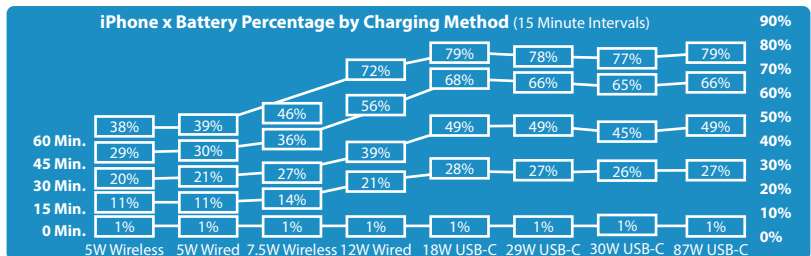 iPhone x Battery Percentage by Charging Method (15 Minute Intervals)
90%
80%
70%
60%
50%
40%
30%
20%
10%
0%
60 Min. 38% 39% 46% 72% 79% 78% 77% 79%
45 Min. 29% 30% 36% 56% 68% 66% 65% 66%
30 Min. 20% 21% 27% 39% 49% 49% 45% 49%
15 Min. 11% 11% 14% 21% 28% 27% 26% 27%
0 Min. 1% 1% 1% 1% 1% 1% 1% 1%
5W Wireless 5W Wired 7.5W Wireless 12W Wired 18W USB-C 29W USB-C 30W USB-C 87W USB-C